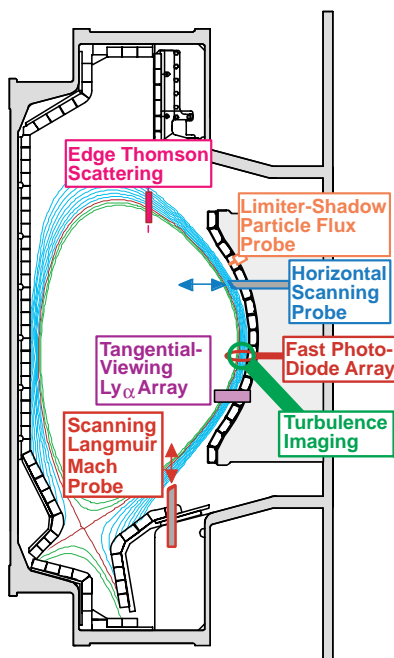 Edge Thomson
Scattering
Limiter-Shadow
Particle Flux
Probe
Horizontal
Scanning
Probe
Tangential-
Viewing
Lyα Array
Fast Photo-
Diode Array
Scanning
Langmuir
Mach
Probe
Turbulence
Imaging